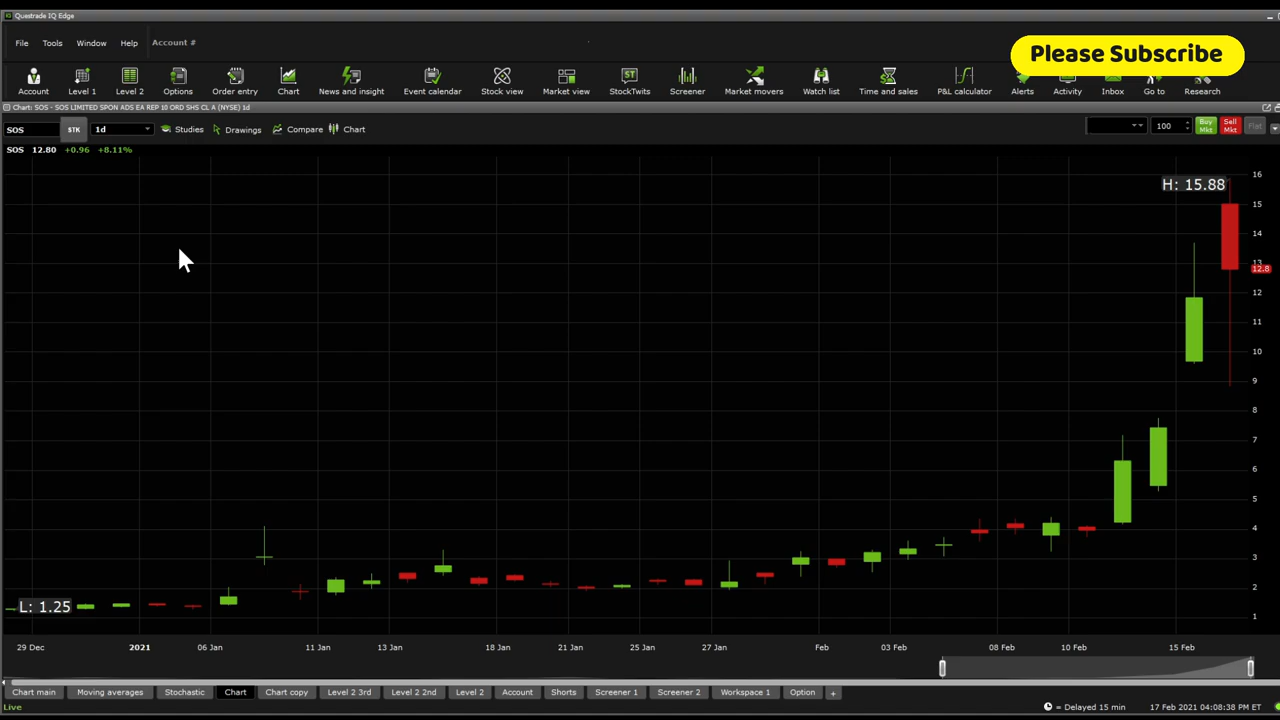 Questrade IQ Edge
File Tools Window Help Account #
Please Subscribe
Account Level 1 Level 2 Options Order entry Chart News and insight Event calendar Stock view Market view StockTwits Screener Market movers Watch list Time and sales P&L calculator Alerts Activity Inbox Go to Research
Chart: SOS - SOS LIMITED SPON ADS EA REP 10 ORD SHS CL A (NYSE) 1d
SOS STK 1d Studies Drawings Compare Chart 100 Buy Mkt Sell Mkt Flat
SOS 12.80 +0.96 +8.11%
16
H: 15.88
15
14
13
12.8
12
11
10
9
8
7
6
5
4
3
2
L: 1.25
1
29 Dec 2021 06 Jan 11 Jan 13 Jan 18 Jan 21 Jan 25 Jan 27 Jan Feb 03 Feb 08 Feb 10 Feb 15 Feb
Chart main Moving averages Stochastic Chart Chart copy Level 2 3rd Level 2 2nd Level 2 Account Shorts Screener 1 Screener 2 Workspace 1 Option +
Live = Delayed 15 min 17 Feb 2021 04:08:38 PM ET